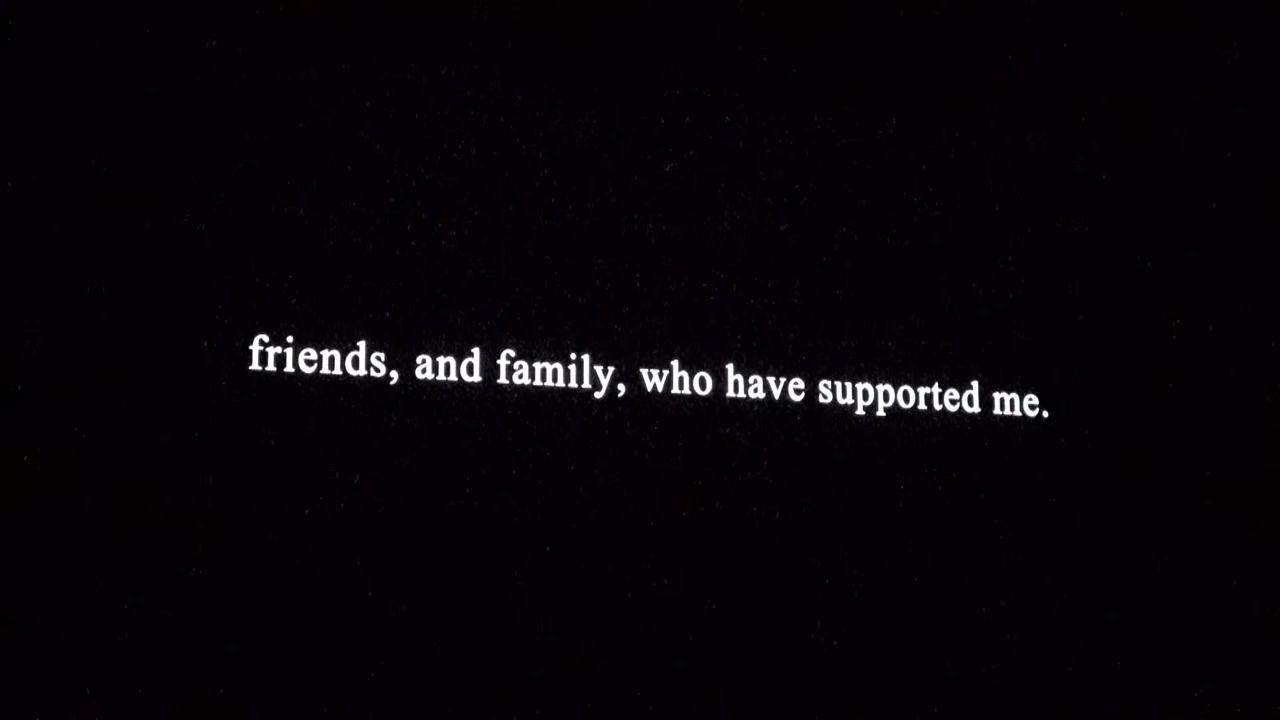 friends, and family, who have supported me.